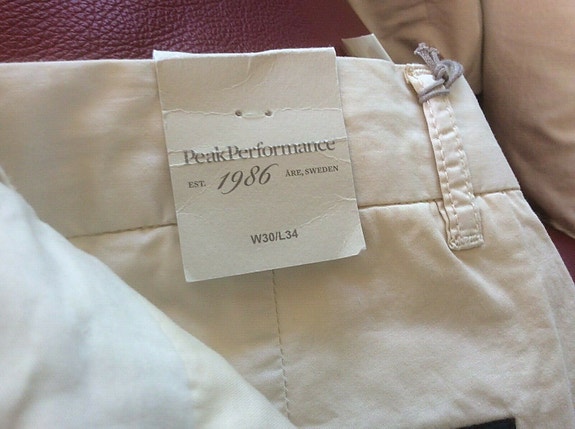 PeakPerformance
EST. 1986 ÅRE, SWEDEN
W30/L34